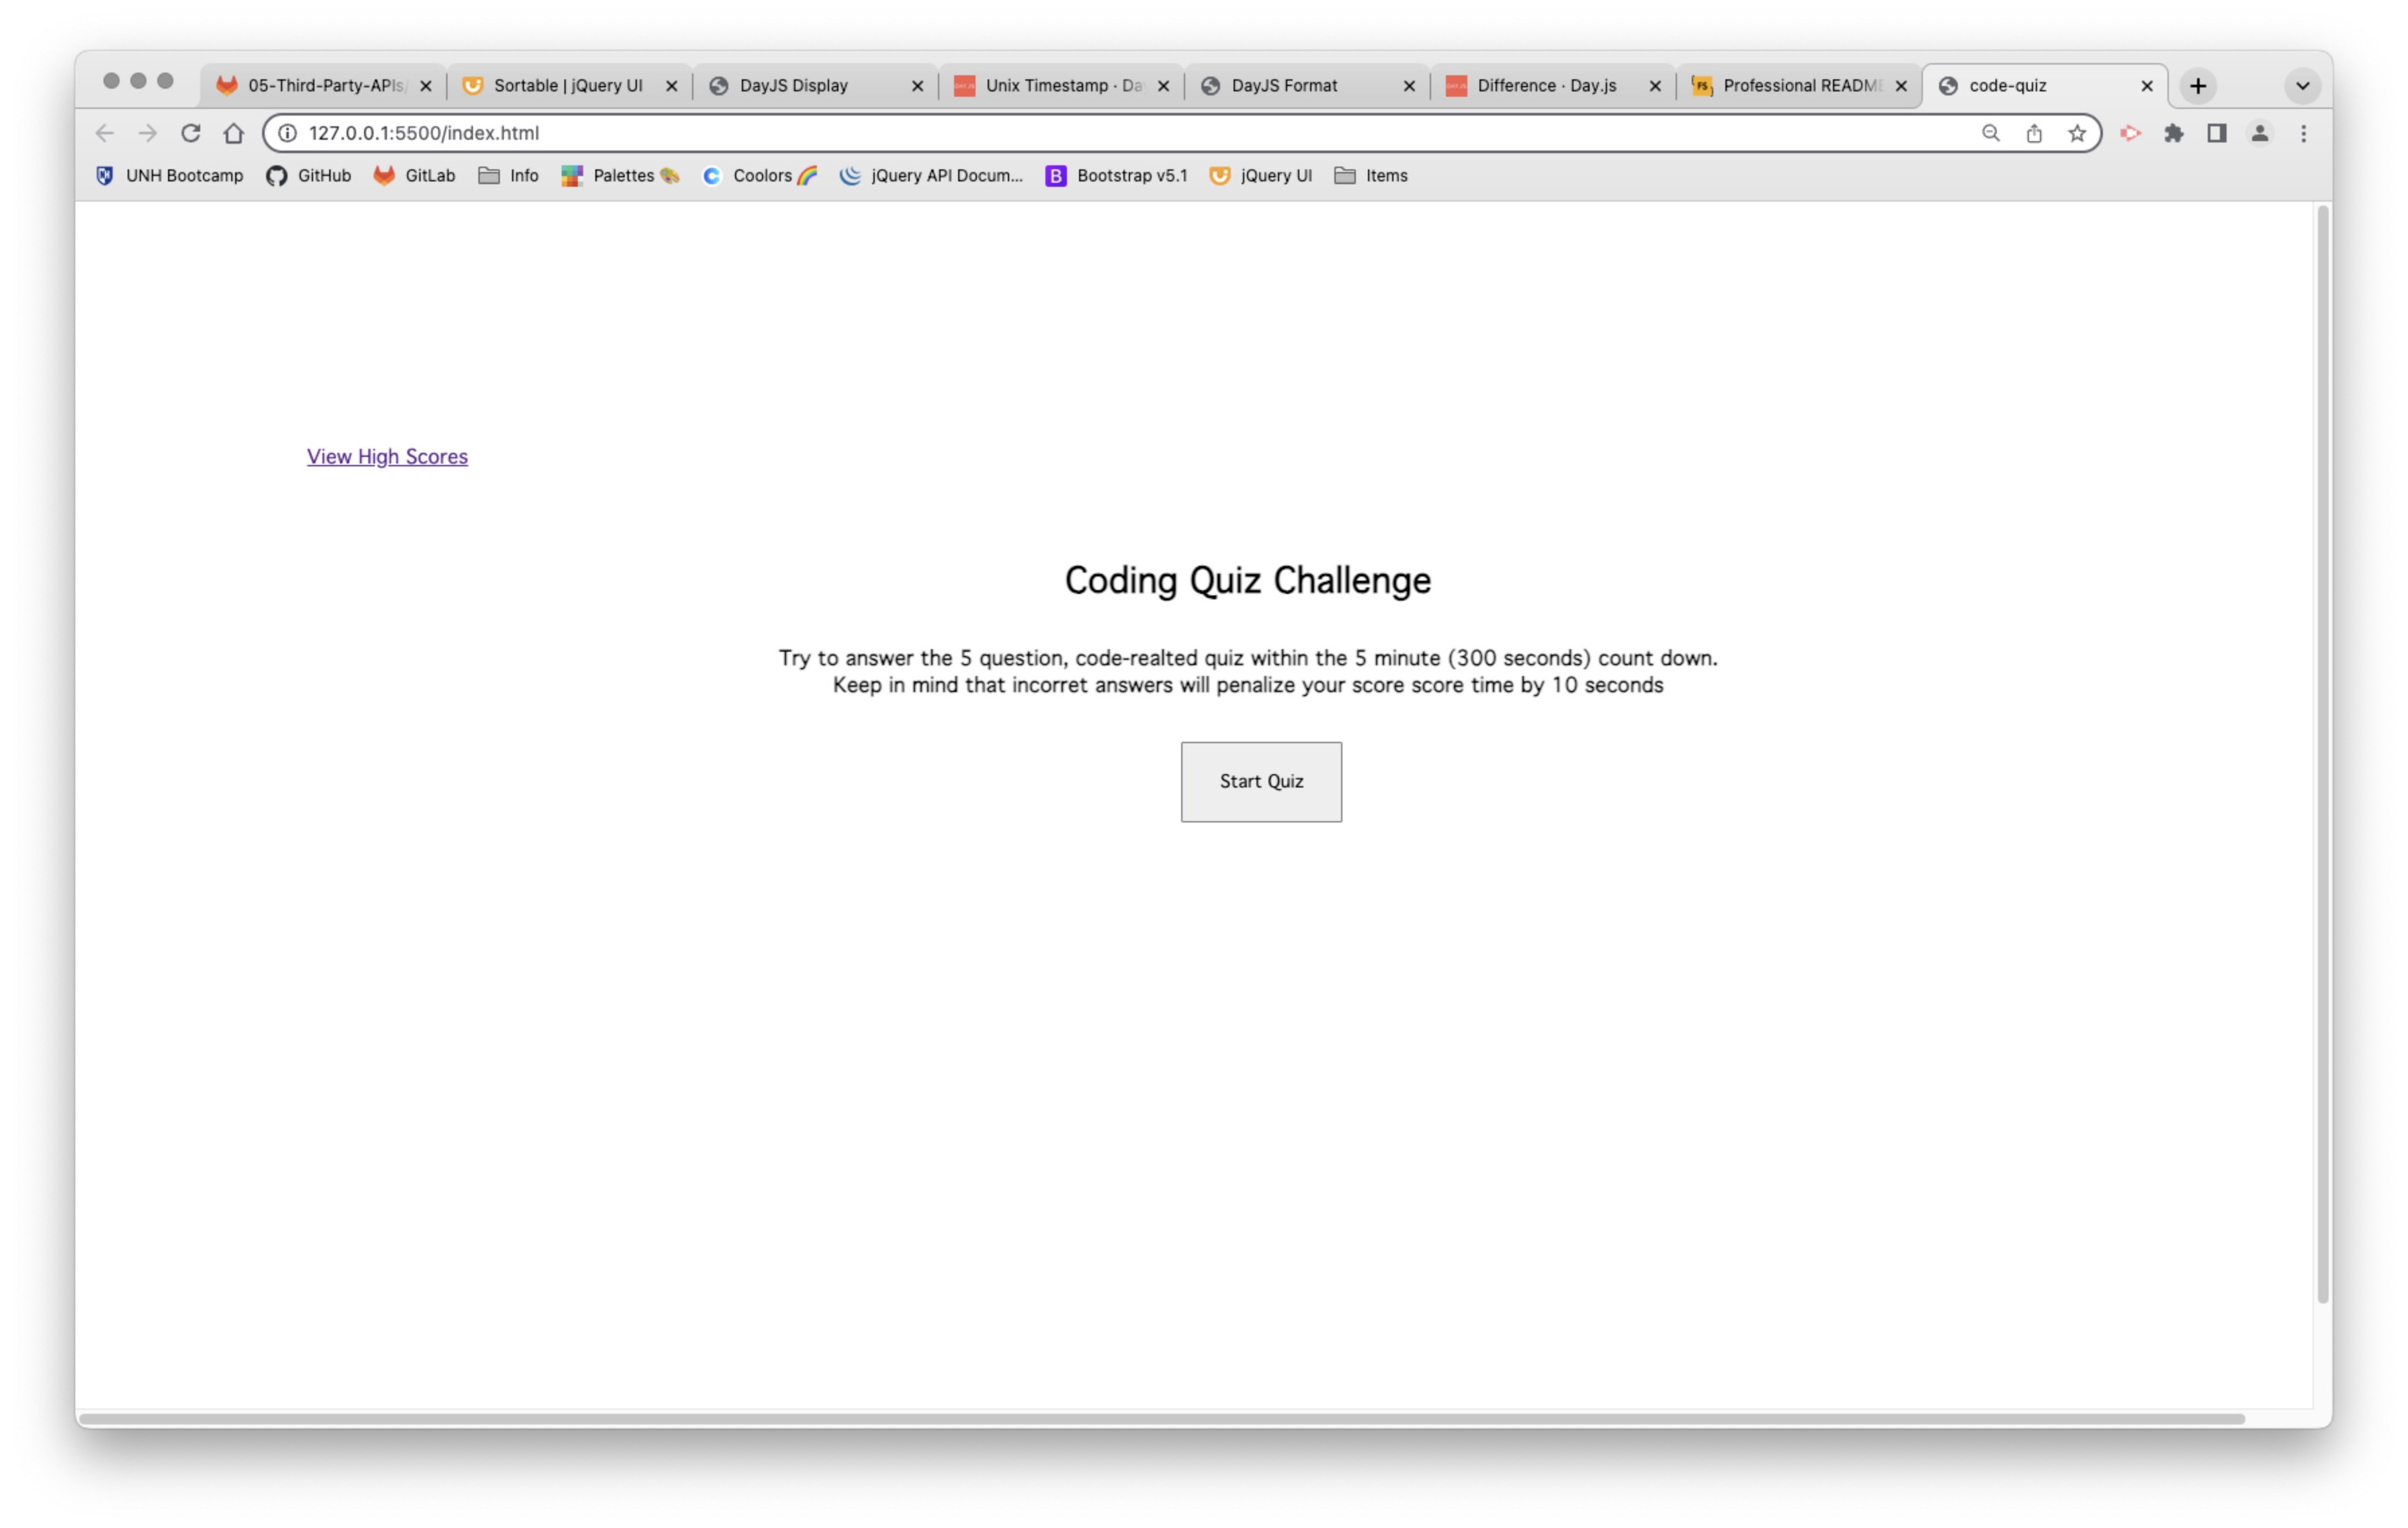 05-Third-Party-APIs/
Sortable | jQuery UI
DayJS Display
Unix Timestamp · Da
DayJS Format
Difference · Day.js
Professional README
code-quiz
127.0.0.1:5500/index.html
UNH Bootcamp
GitHub
GitLab
Info
Palettes
Coolors
jQuery API Docum...
B Bootstrap v5.1
jQuery UI
Items
View High Scores
Coding Quiz Challenge
Try to answer the 5 question, code-realted quiz within the 5 minute (300 seconds) count down.
Keep in mind that incorret answers will penalize your score score time by 10 seconds
Start Quiz